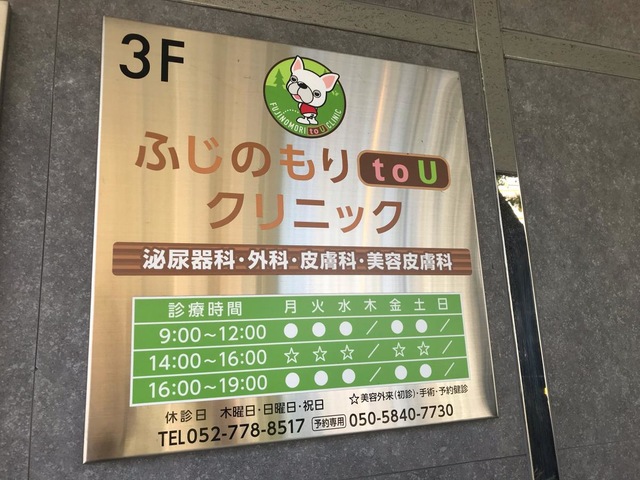 3F
FUJINOMORI toU CLINIC
ふじのもり toU
クリニック
泌尿器科・外科・皮膚科・美容皮膚科
診療時間 月 火 水 木 金 土 日
9:00～12:00 ● ● ● ／ ● ● ／
14:00～16:00 ☆ ☆ ☆ ／ ☆ ☆ ／
16:00～19:00 ● ● ● ／ ● ● ／
☆美容外来(初診)・手術・予約健診
休診日 木曜日・日曜日・祝日
TEL052-778-8517 予約専用 050-5840-7730